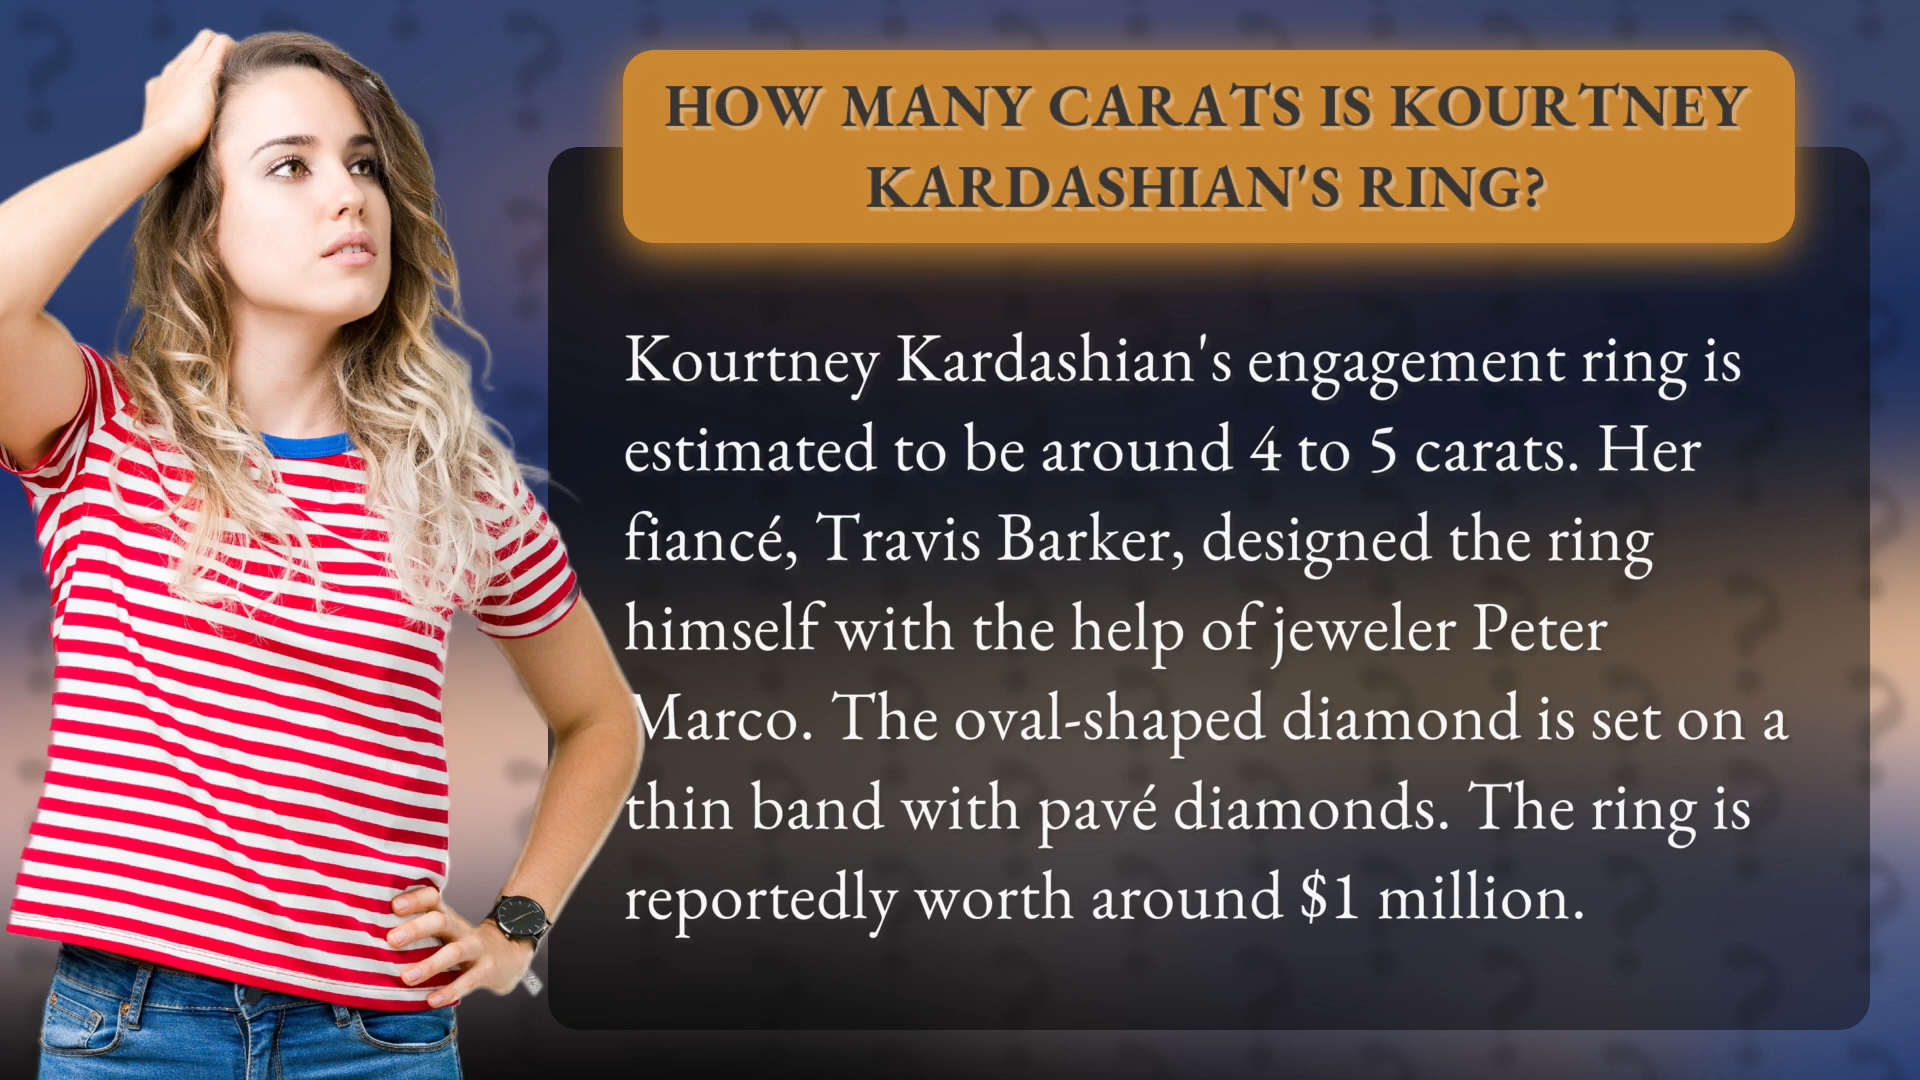 HOW MANY CARATS IS KOURTNEY
KARDASHIAN'S RING?
Kourtney Kardashian's engagement ring is
estimated to be around 4 to 5 carats. Her
fiancé, Travis Barker, designed the ring
himself with the help of jeweler Peter
Marco. The oval-shaped diamond is set on a
thin band with pavé diamonds. The ring is
reportedly worth around $1 million.